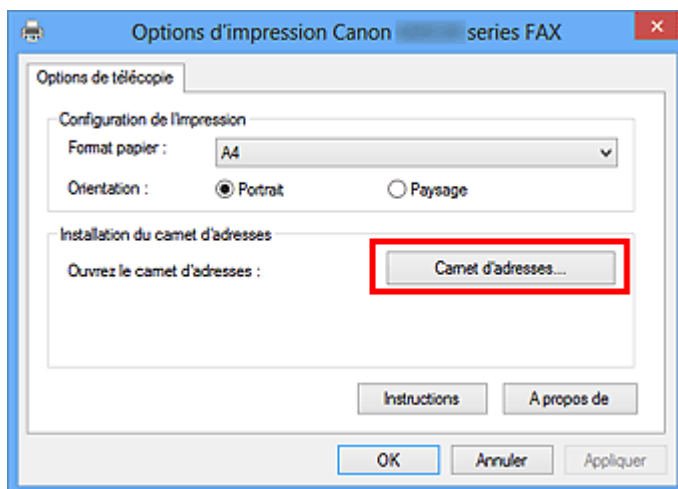 Options d'impression Canon series FAX
Options de télécopie
Configuration de l'impression
Format papier : A4
Orientation : Portrait Paysage
Installation du carnet d'adresses
Ouvrez le carnet d'adresses : Carnet d'adresses...
Instructions A propos de
OK Annuler Appliquer